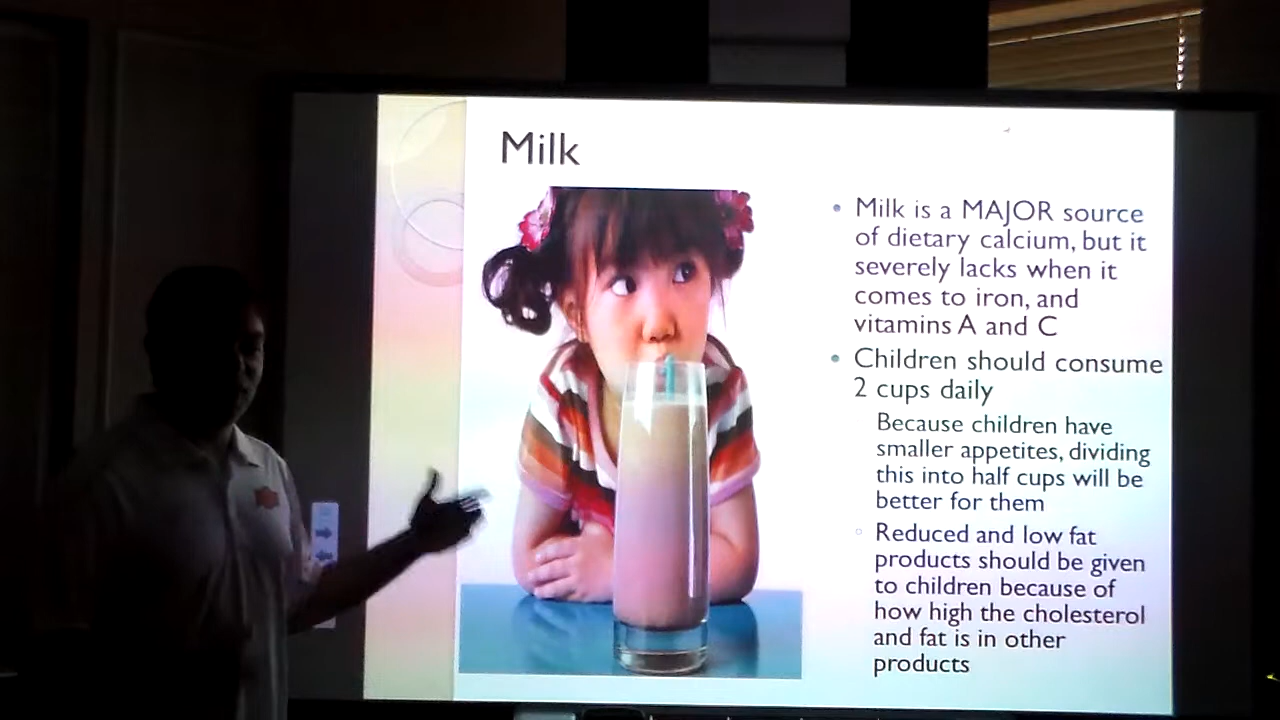 Milk
Milk is a MAJOR source
of dietary calcium, but it
severely lacks when it
comes to iron, and
vitamins A and C
Children should consume
2 cups daily
Because children have
smaller appetites, dividing
this into half cups will be
better for them
Reduced and low fat
products should be given
to children because of
how high the cholesterol
and fat is in other
products